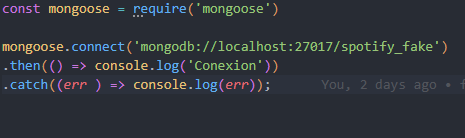 const mongoose = require('mongoose')
mongoose.connect('mongodb://localhost:27017/spotify_fake')
.then(() => console.log('Conexion'))
.catch((err ) => console.log(err)); You, 2 days ago • f